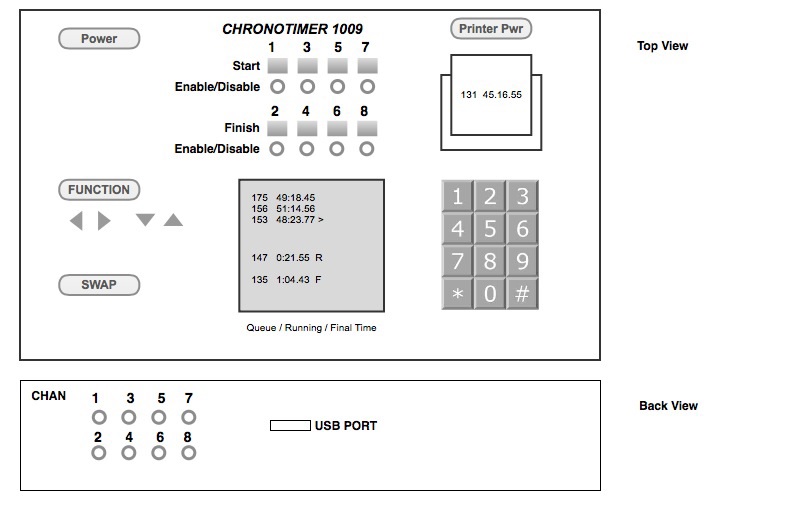 Power
CHRONOTIMER 1009
Printer Pwr
Top View
1 3 5 7
Start
Enable/Disable
2 4 6 8
Finish
Enable/Disable
131 45.16.55
FUNCTION
SWAP
175 49:18.45
156 51:14.56
153 48:23.77 >
147 0:21.55 R
135 1:04.43 F
Queue / Running / Final Time
1 2 3
4 5 6
7 8 9
* 0 #
CHAN 1 3 5 7
2 4 6 8
USB PORT
Back View